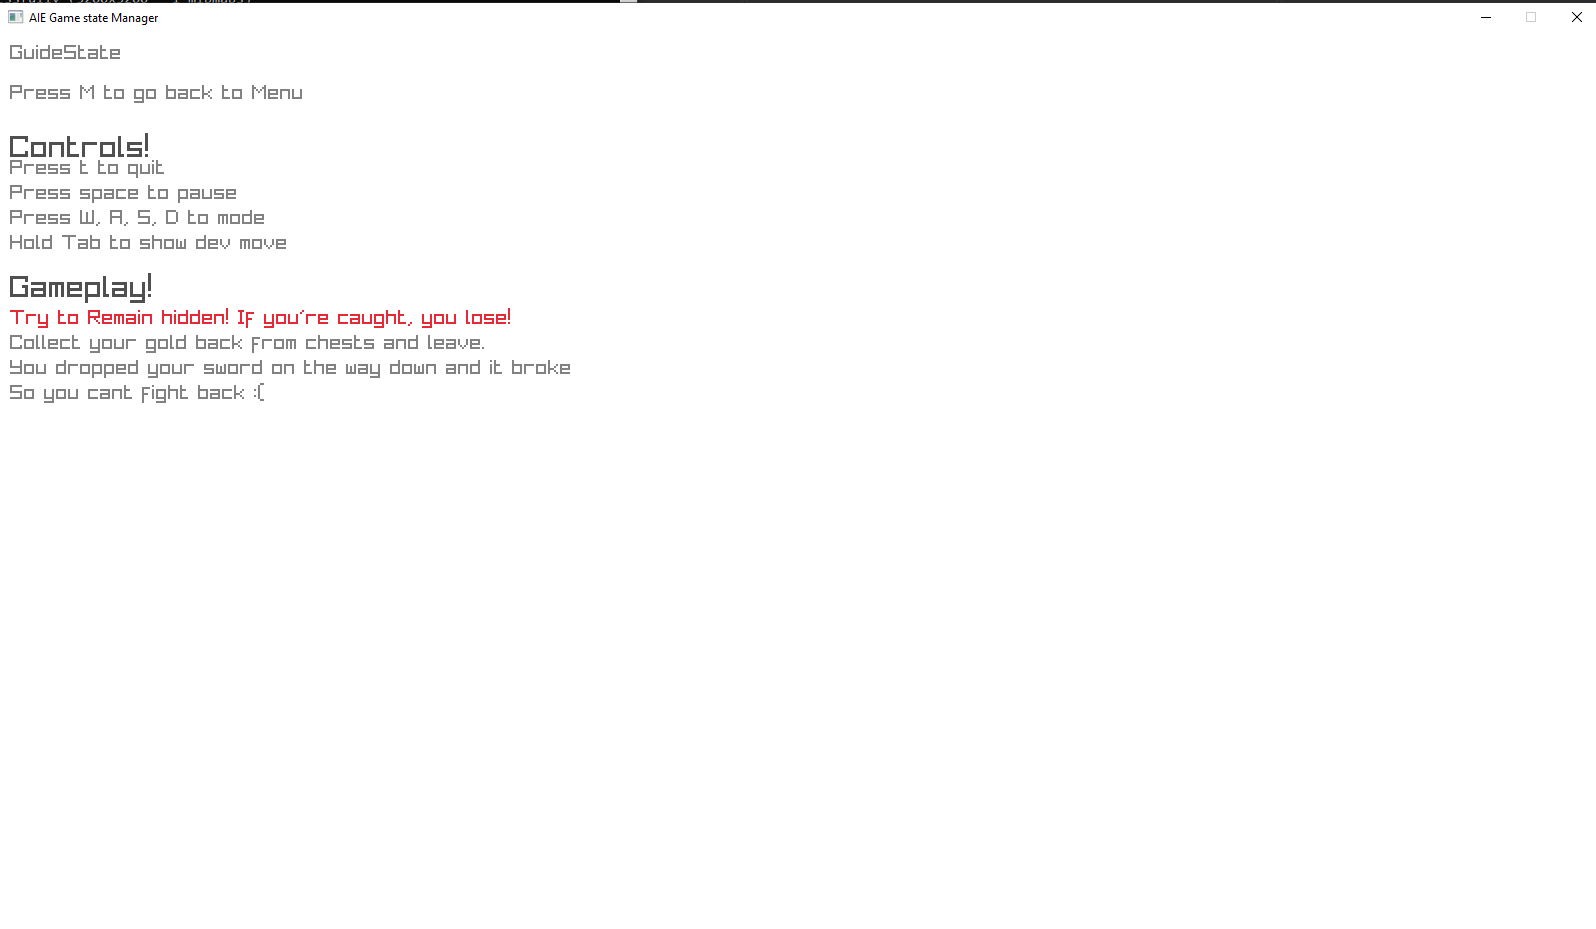 AIE Game state Manager
GuideState
Press M to go back to Menu
Controls!
Press t to quit
Press space to pause
Press W, A, S, D to mode
Hold Tab to show dev move
Gameplay!
Try to Remain hidden! If you're caught, you lose!
Collect your gold back from chests and leave.
You dropped your sword on the way down and it broke
So you cant fight back :(